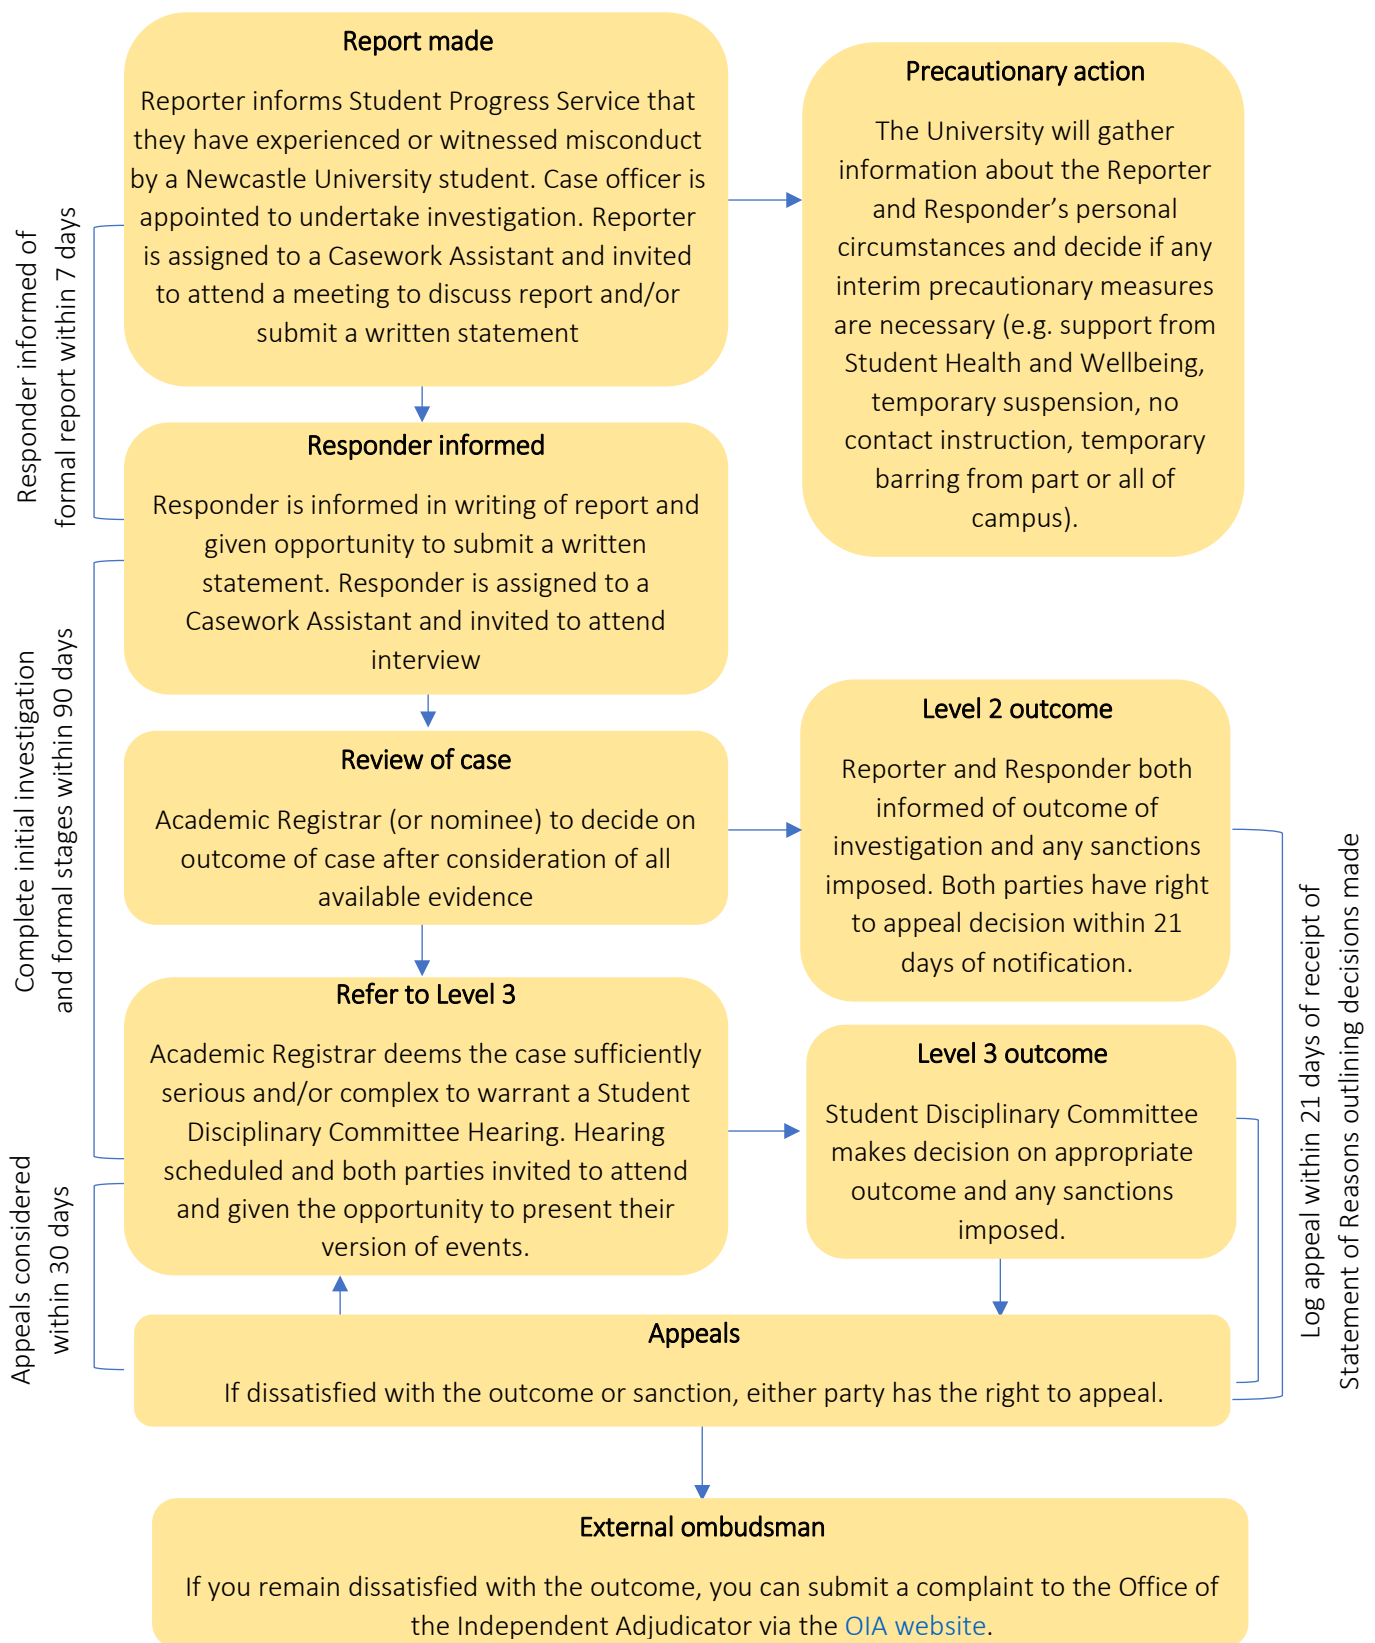 Report made
Reporter informs Student Progress Service that
they have experienced or witnessed misconduct
by a Newcastle University student. Case officer is
appointed to undertake investigation. Reporter
is assigned to a Casework Assistant and invited
to attend a meeting to discuss report and/or
submit a written statement
Precautionary action
The University will gather
information about the Reporter
and Responder’s personal
circumstances and decide if any
interim precautionary measures
are necessary (e.g. support from
Student Health and Wellbeing,
temporary suspension, no
contact instruction, temporary
barring from part or all of
campus).
Responder informed of
formal report within 7 days
Responder informed
Responder is informed in writing of report and
given opportunity to submit a written
statement. Responder is assigned to a
Casework Assistant and invited to attend
interview
Complete initial investigation
and formal stages within 90 days
Review of case
Academic Registrar (or nominee) to decide on
outcome of case after consideration of all
available evidence
Level 2 outcome
Reporter and Responder both
informed of outcome of
investigation and any sanctions
imposed. Both parties have right
to appeal decision within 21
days of notification.
Refer to Level 3
Academic Registrar deems the case sufficiently
serious and/or complex to warrant a Student
Disciplinary Committee Hearing. Hearing
scheduled and both parties invited to attend
and given the opportunity to present their
version of events.
Level 3 outcome
Student Disciplinary Committee
makes decision on appropriate
outcome and any sanctions
imposed.
Log appeal within 21 days of receipt of
Statement of Reasons outlining decisions made
Appeals considered
within 30 days
Appeals
If dissatisfied with the outcome or sanction, either party has the right to appeal.
External ombudsman
If you remain dissatisfied with the outcome, you can submit a complaint to the Office of
the Independent Adjudicator via the OIA website.